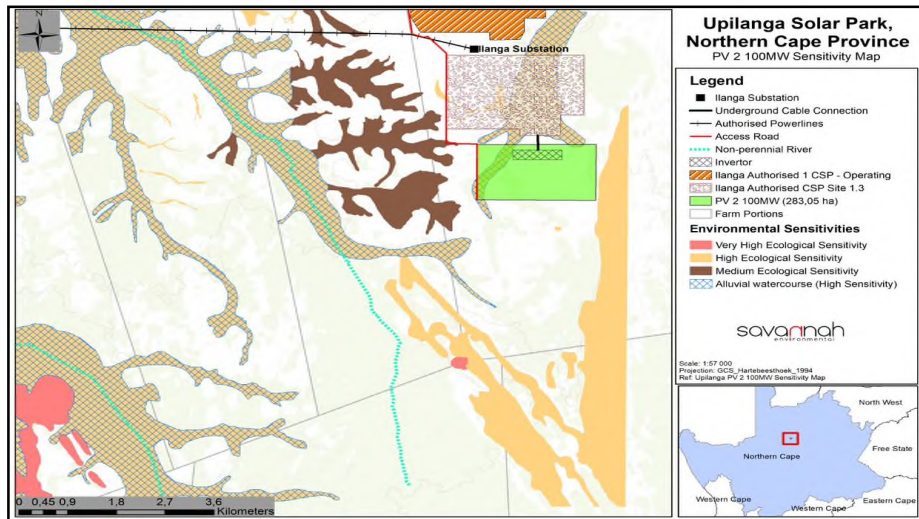 N
Ilanga Substation
0 0,45 0,9 1,8 2,7 3,6
Kilometers
Upilanga Solar Park,
Northern Cape Province
PV 2 100MW Sensitivity Map
Legend
Ilanga Substation
Underground Cable Connection
Authorised Powerlines
Access Road
Non-perennial River
Invertor
Ilanga Authorised 1 CSP - Operating
Ilanga Authorised CSP Site 1.3
PV 2 100MW (283,05 ha)
Farm Portions
Environmental Sensitivities
Very High Ecological Sensitivity
High Ecological Sensitivity
Medium Ecological Sensitivity
Alluvial watercourse (High Sensitivity)
savannah
environmental
Scale: 1:57 000
Projection: GCS_Hartebeesthoek_1994
Ref: Upilanga PV 2 100MW Sensitivity Map
North West
Free State
Northern Cape
Eastern Cape
Western Cape
Western Cape